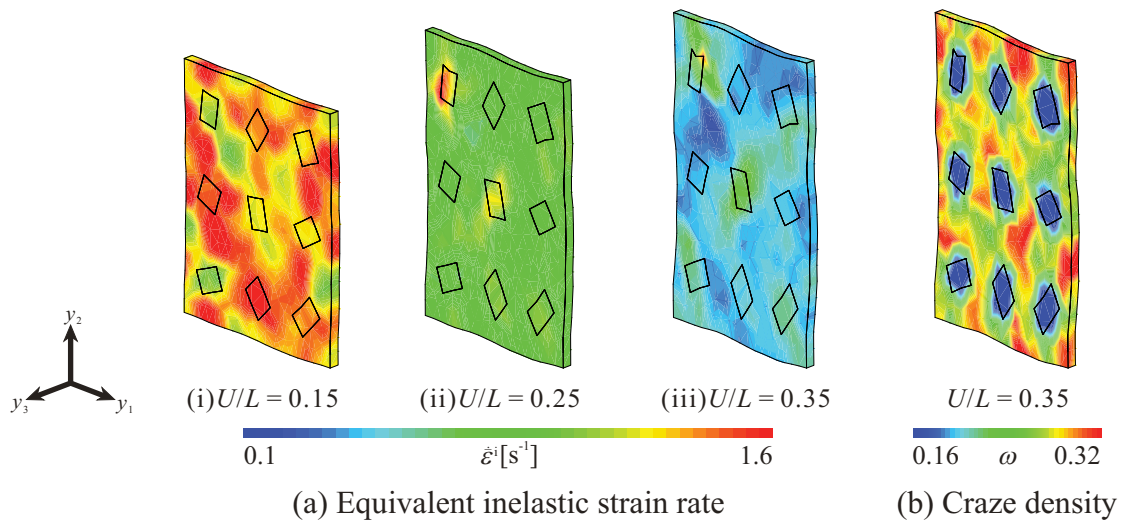 y₂
y₃
y₁
(i) U/L = 0.15
(ii) U/L = 0.25
(iii) U/L = 0.35
U/L = 0.35
0.1
ε̇ⁱ[s⁻¹]
1.6
0.16
ω
0.32
(a) Equivalent inelastic strain rate
(b) Craze density